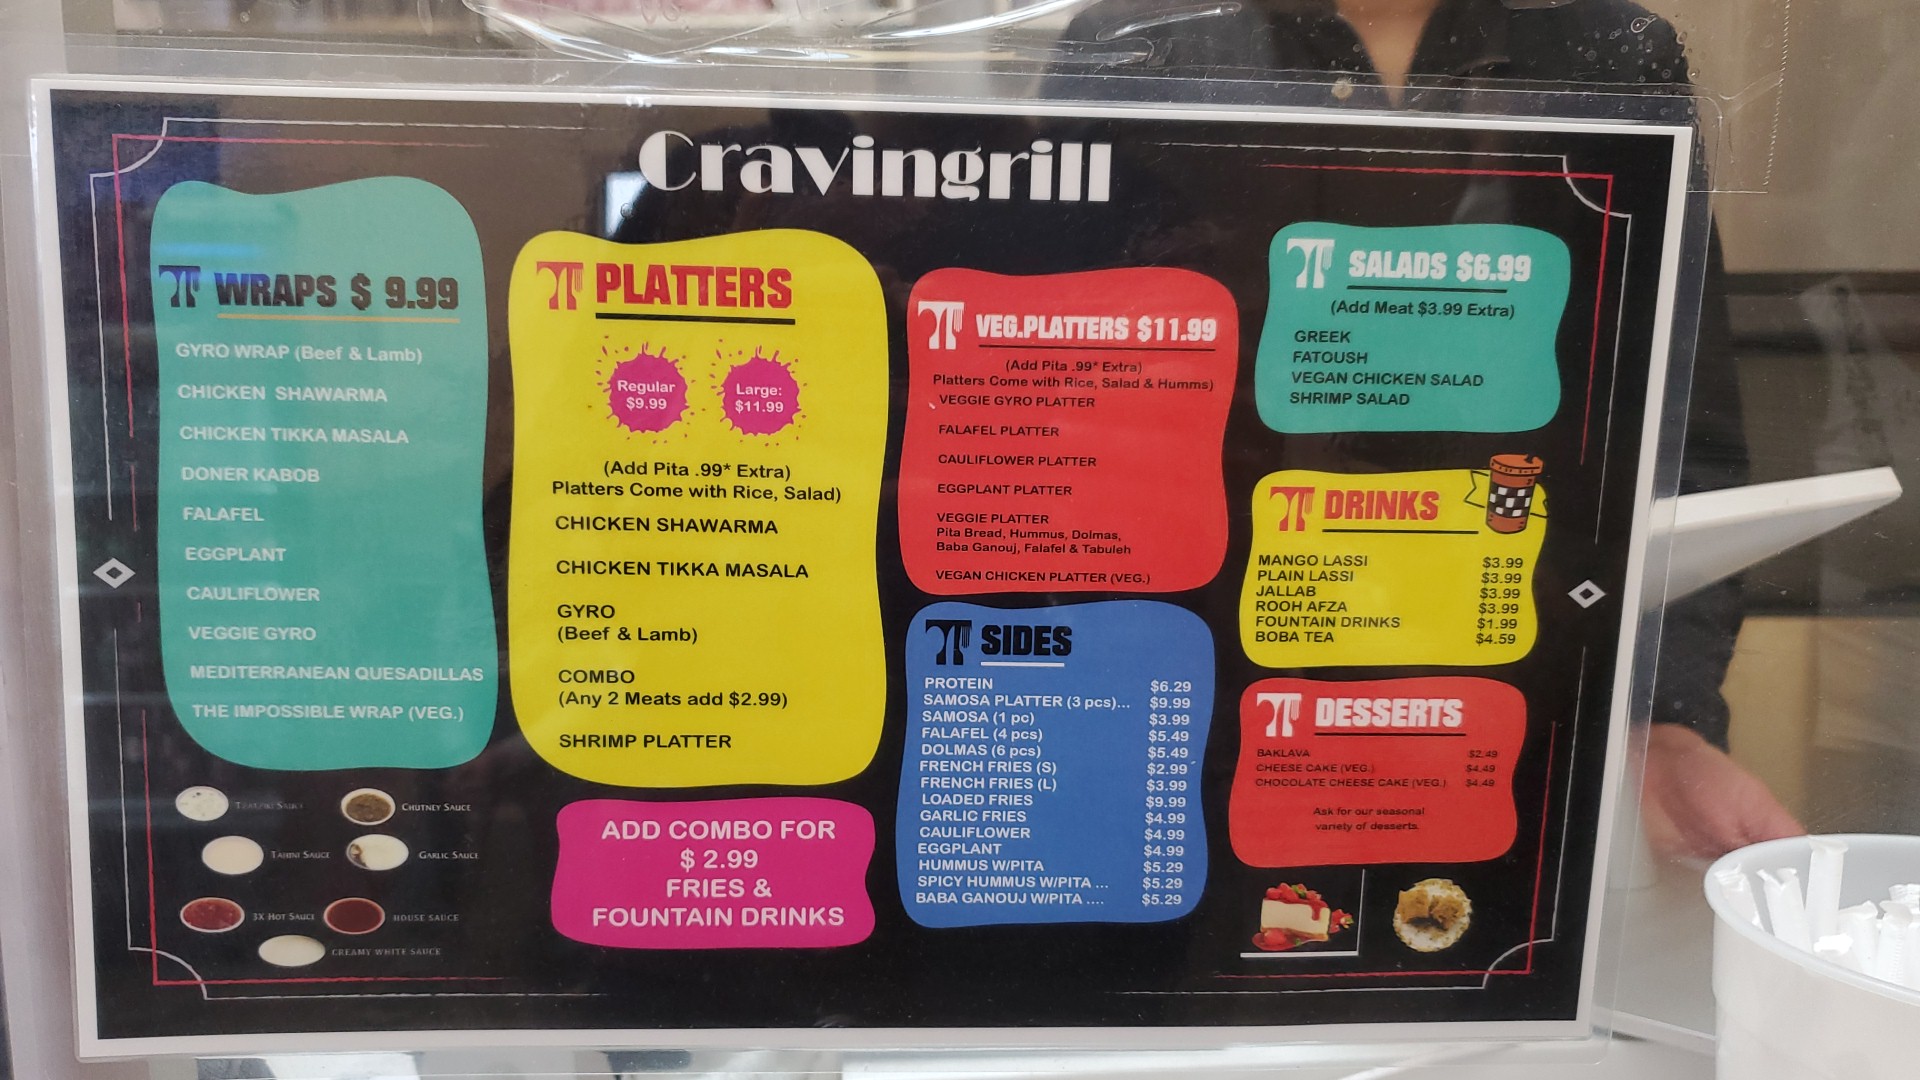 Cravingrill
WRAPS $ 9.99
GYRO WRAP (Beef & Lamb)
CHICKEN SHAWARMA
CHICKEN TIKKA MASALA
DONER KABOB
FALAFEL
EGGPLANT
CAULIFLOWER
VEGGIE GYRO
MEDITERRANEAN QUESADILLAS
THE IMPOSSIBLE WRAP (VEG.)
TZATZIKI SAUCE
CHUTNEY SAUCE
TAHINI SAUCE
GARLIC SAUCE
3X HOT SAUCE
HOUSE SAUCE
CREAMY WHITE SAUCE
PLATTERS
Regular
$9.99
Large:
$11.99
(Add Pita .99* Extra)
Platters Come with Rice, Salad)
CHICKEN SHAWARMA
CHICKEN TIKKA MASALA
GYRO
(Beef & Lamb)
COMBO
(Any 2 Meats add $2.99)
SHRIMP PLATTER
ADD COMBO FOR
$ 2.99
FRIES &
FOUNTAIN DRINKS
VEG.PLATTERS $11.99
(Add Pita .99* Extra)
Platters Come with Rice, Salad & Humms)
VEGGIE GYRO PLATTER
FALAFEL PLATTER
CAULIFLOWER PLATTER
EGGPLANT PLATTER
VEGGIE PLATTER
Pita Bread, Hummus, Dolmas,
Baba Ganouj, Falafel & Tabuleh
VEGAN CHICKEN PLATTER (VEG.)
SIDES
PROTEIN $6.29
SAMOSA PLATTER (3 pcs)... $9.99
SAMOSA (1 pc) $3.99
FALAFEL (4 pcs) $5.49
DOLMAS (6 pcs) $5.49
FRENCH FRIES (S) $2.99
FRENCH FRIES (L) $3.99
LOADED FRIES $9.99
GARLIC FRIES $4.99
CAULIFLOWER $4.99
EGGPLANT $4.99
HUMMUS W/PITA $5.29
SPICY HUMMUS W/PITA ... $5.29
BABA GANOUJ W/PITA .... $5.29
SALADS $6.99
(Add Meat $3.99 Extra)
GREEK
FATOUSH
VEGAN CHICKEN SALAD
SHRIMP SALAD
DRINKS
MANGO LASSI $3.99
PLAIN LASSI $3.99
JALLAB $3.99
ROOH AFZA $3.99
FOUNTAIN DRINKS $1.99
BOBA TEA $4.59
DESSERTS
BAKLAVA $2.49
CHEESE CAKE (VEG.) $4.49
CHOCOLATE CHEESE CAKE (VEG.) $4.49
Ask for our seasonal
variety of desserts.